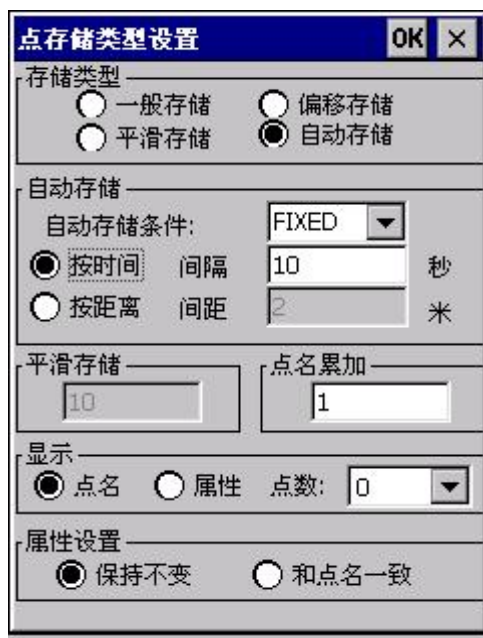 点存储类型设置 OK ×
存储类型
一般存储 偏移存储
平滑存储 自动存储
自动存储
自动存储条件: FIXED
按时间 间隔 10 秒
按距离 间距 2 米
平滑存储 点名累加
10 1
显示
点名 属性 点数: 0
属性设置
保持不变 和点名一致